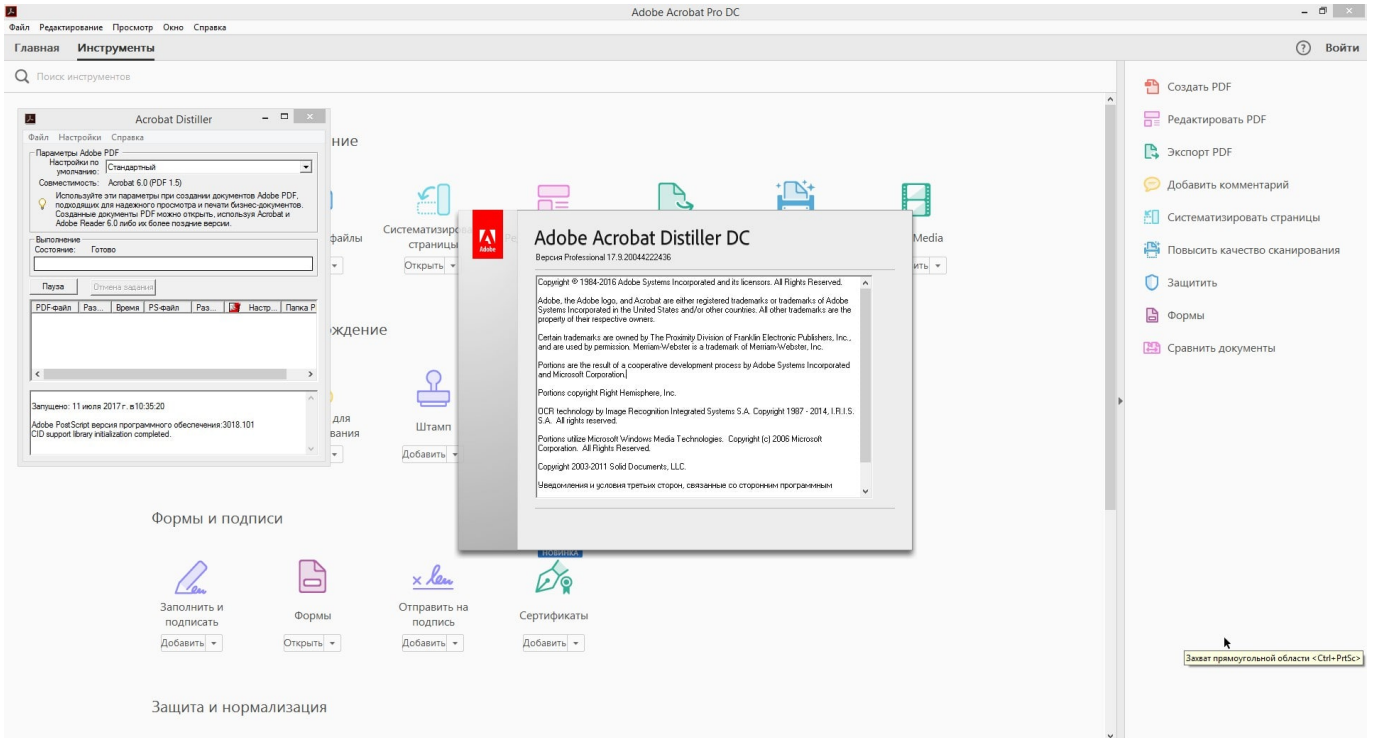 Adobe Acrobat Pro DC
Файл Редактирование Просмотр Окно Справка
Главная Инструменты
Войти
Поиск инструментов
Acrobat Distiller
Файл Настройки Справка
Параметры Adobe PDF
Настройки по умолчанию:
Стандартный
Совместимость: Acrobat 6.0 (PDF 1.5)
Используйте эти параметры при создании документов Adobe PDF,
подходящих для надежного просмотра и печати бизнес-документов.
Созданные документы PDF можно открыть, используя Acrobat и
Adobe Reader 6.0 либо их более поздние версии.
Выполнение
Состояние: Готово
Пауза Отмена задания
PDF-файл Раз... Время PS-файл Раз... Настр... Папка P
Запущено: 11 июля 2017 г. в10:35:20
Adobe PostScript версия программного обеспечения:3018.101
CID support library initialization completed.
ние
файлы
Систематизиро
страницы
Открыть
Media
ить
ждение
для
вания
Штамп
Добавить
Adobe
Adobe Acrobat Distiller DC
Версия Professional 17.9.20044222436
Copyright © 1984-2016 Adobe Systems Incorporated and its licensors. All Rights Reserved.
Adobe, the Adobe logo, and Acrobat are either registered trademarks or trademarks of Adobe
Systems Incorporated in the United States and/or other countries. All other trademarks are the
property of their respective owners.
Certain trademarks are owned by The Proximity Division of Franklin Electronic Publishers, Inc.,
and are used by permission. Merriam-Webster is a trademark of Merriam-Webster, Inc.
Portions are the result of a cooperative development process by Adobe Systems Incorporated
and Microsoft Corporation.
Portions copyright Right Hemisphere, Inc.
OCR technology by Image Recognition Integrated Systems S.A. Copyright 1987 - 2014, I.R.I.S.
S.A. All rights reserved.
Portions utilize Microsoft Windows Media Technologies. Copyright (c) 2006 Microsoft
Corporation. All Rights Reserved.
Copyright 2003-2011 Solid Documents, LLC.
Уведомления и условия третьих сторон, связанные со сторонним программным
Формы и подписи
НОВИНКА
Заполнить и
подписать
Добавить
Формы
Открыть
Отправить на
подпись
Добавить
Сертификаты
Добавить
Защита и нормализация
Создать PDF
Редактировать PDF
Экспорт PDF
Добавить комментарий
Систематизировать страницы
Повысить качество сканирования
Защитить
Формы
Сравнить документы
Захват прямоугольной области <Ctrl+PrtSc>